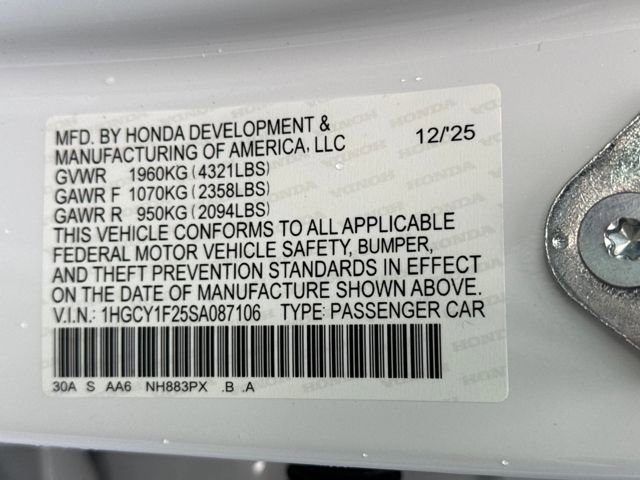 MFD. BY HONDA DEVELOPMENT &
MANUFACTURING OF AMERICA, LLC 12/'25
GVWR 1960KG (4321LBS)
GAWR F 1070KG (2358LBS)
GAWR R 950KG (2094LBS)
THIS VEHICLE CONFORMS TO ALL APPLICABLE
FEDERAL MOTOR VEHICLE SAFETY, BUMPER,
AND THEFT PREVENTION STANDARDS IN EFFECT
ON THE DATE OF MANUFACTURE SHOWN ABOVE.
V.I.N.: 1HGCY1F25SA087106 TYPE: PASSENGER CAR
30A S AA6 NH883PX .B .A